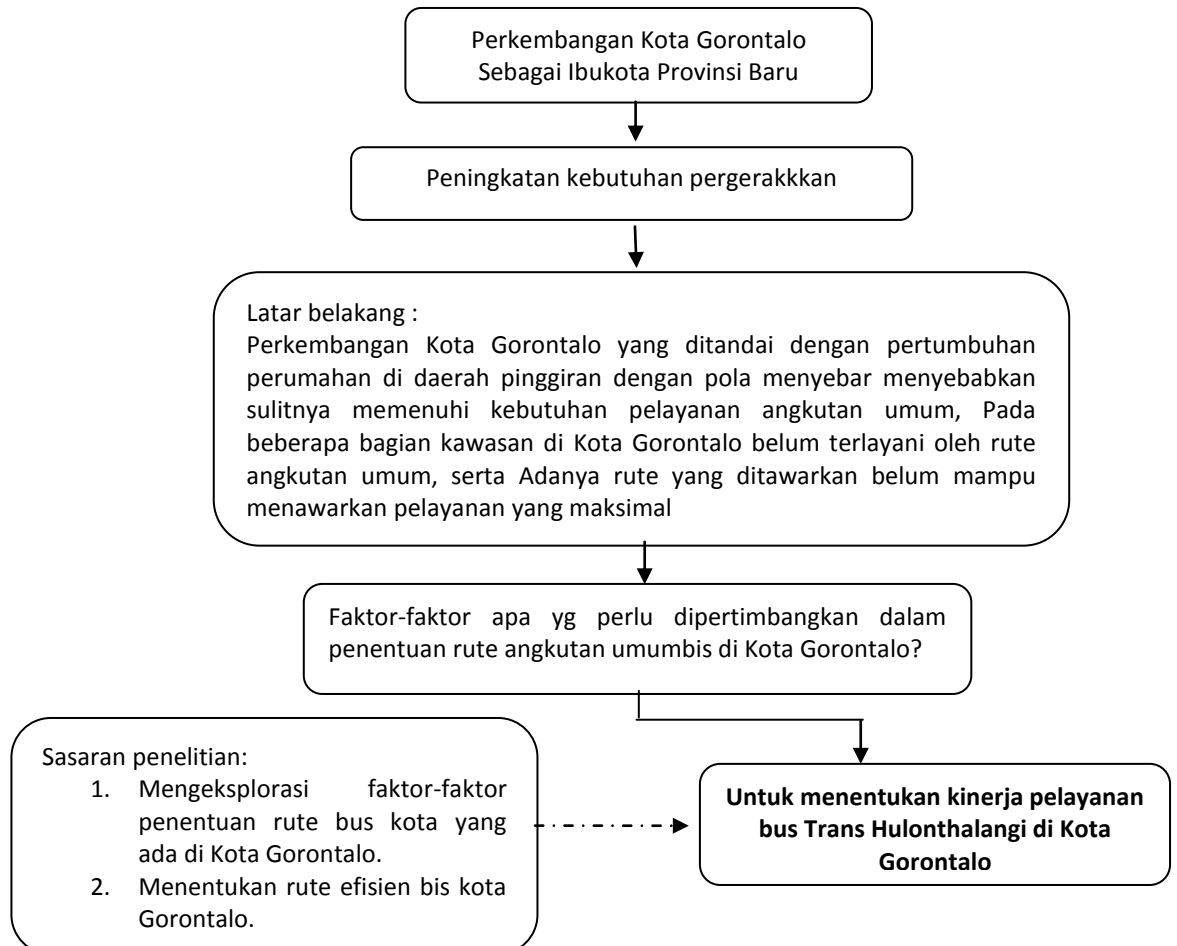 Perkembangan Kota Gorontalo
Sebagai Ibukota Provinsi Baru
Peningkatan kebutuhan pergerakkkan
Latar belakang :
Perkembangan Kota Gorontalo yang ditandai dengan pertumbuhan
perumahan di daerah pinggiran dengan pola menyebar menyebabkan
sulitnya memenuhi kebutuhan pelayanan angkutan umum, Pada
beberapa bagian kawasan di Kota Gorontalo belum terlayani oleh rute
angkutan umum, serta Adanya rute yang ditawarkan belum mampu
menawarkan pelayanan yang maksimal
Faktor-faktor apa yg perlu dipertimbangkan dalam
penentuan rute angkutan umumbis di Kota Gorontalo?
Sasaran penelitian:
1. Mengeksplorasi faktor-faktor
penentuan rute bus kota yang
ada di Kota Gorontalo.
2. Menentukan rute efisien bis kota
Gorontalo.
Untuk menentukan kinerja pelayanan
bus Trans Hulonthalangi di Kota
Gorontalo